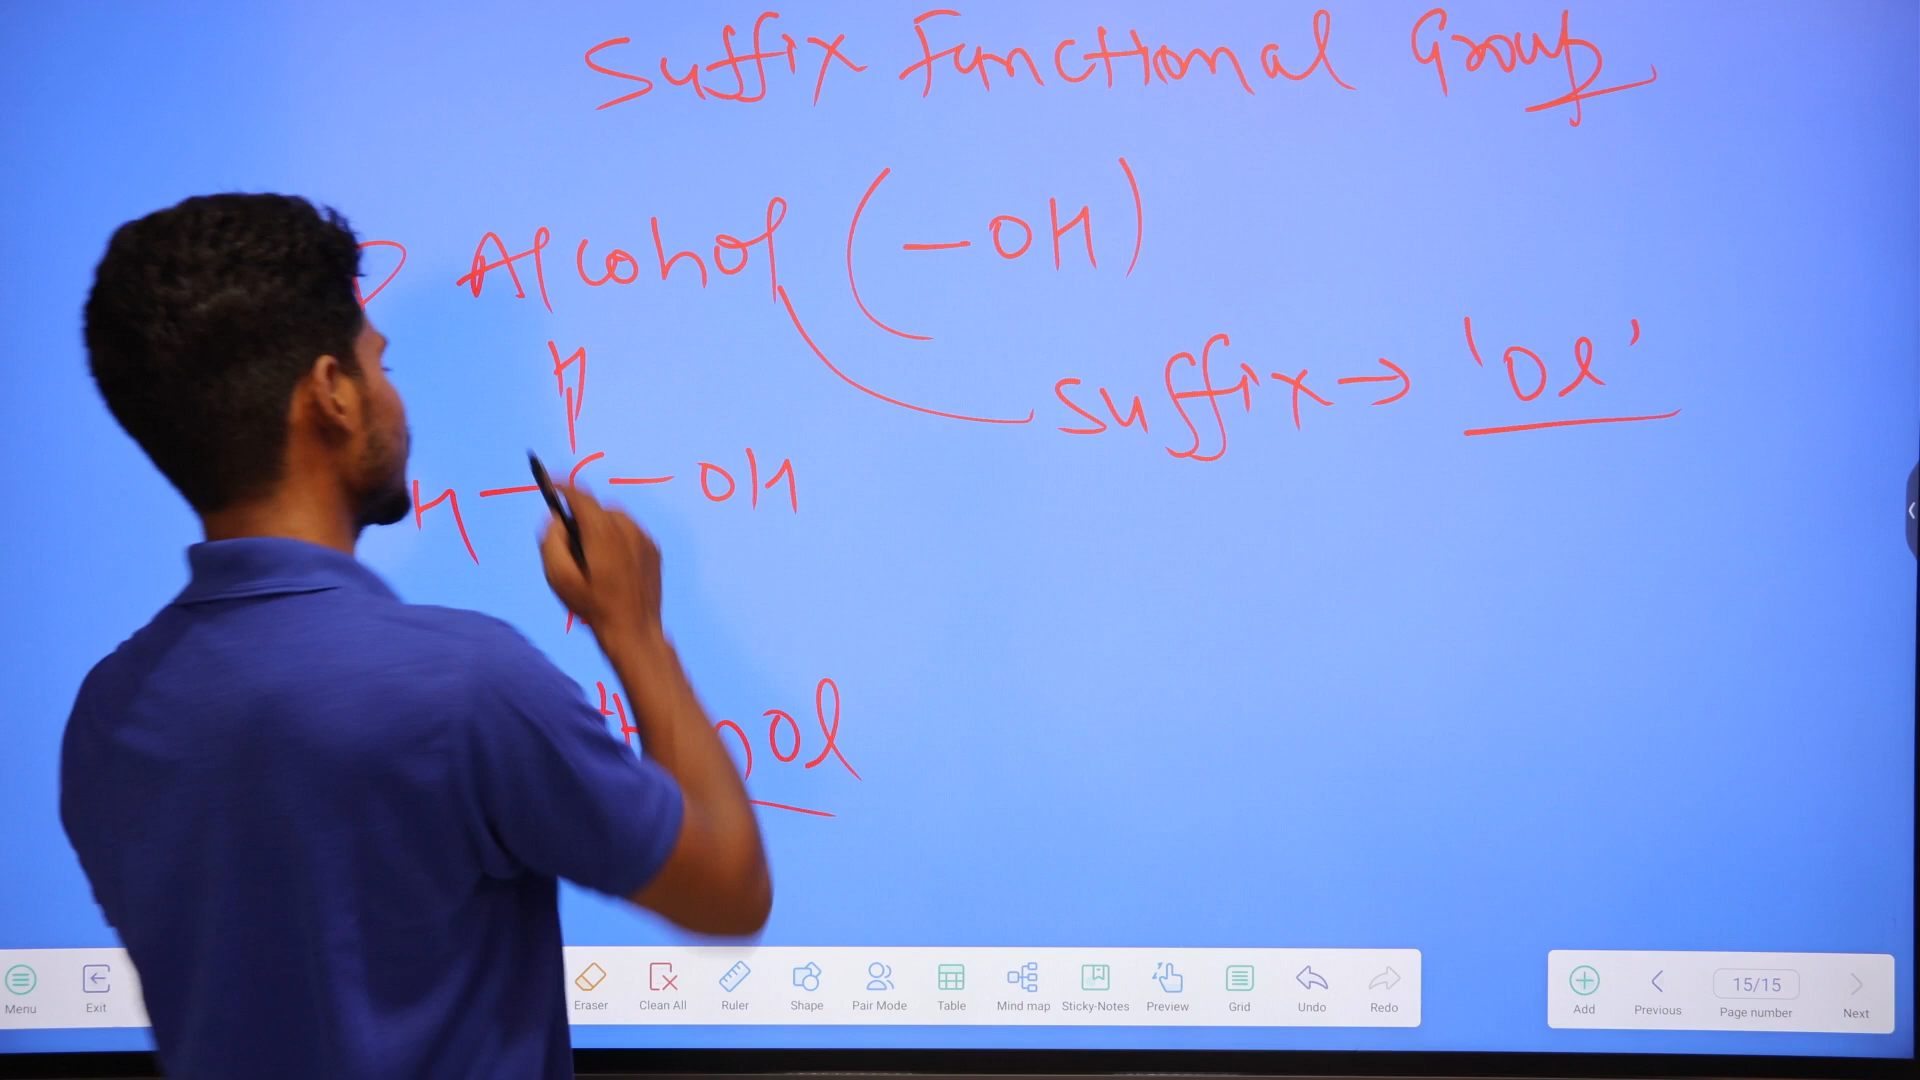 Suffix Functional Group
Alcohol (-OH)
Suffix → 'Ol'
H
H - C - OH
nol
Menu
Exit
Eraser
Clean All
Ruler
Shape
Pair Mode
Table
Mind map
Sticky-Notes
Preview
Grid
Undo
Redo
Add
Previous
15/15
Page number
Next